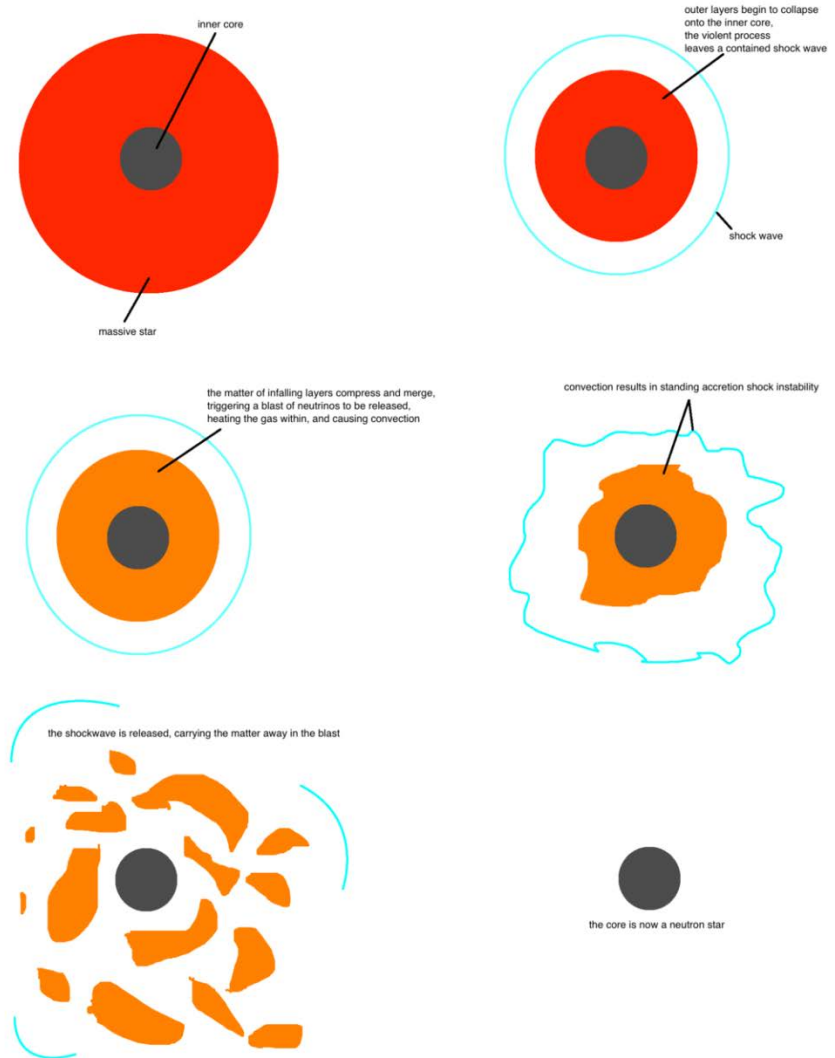 inner core
massive star
outer layers begin to collapse
onto the inner core,
the violent process
leaves a contained shock wave
shock wave
the matter of infalling layers compress and merge,
triggering a blast of neutrinos to be released,
heating the gas within, and causing convection
convection results in standing accretion shock instability
the shockwave is released, carrying the matter away in the blast
the core is now a neutron star